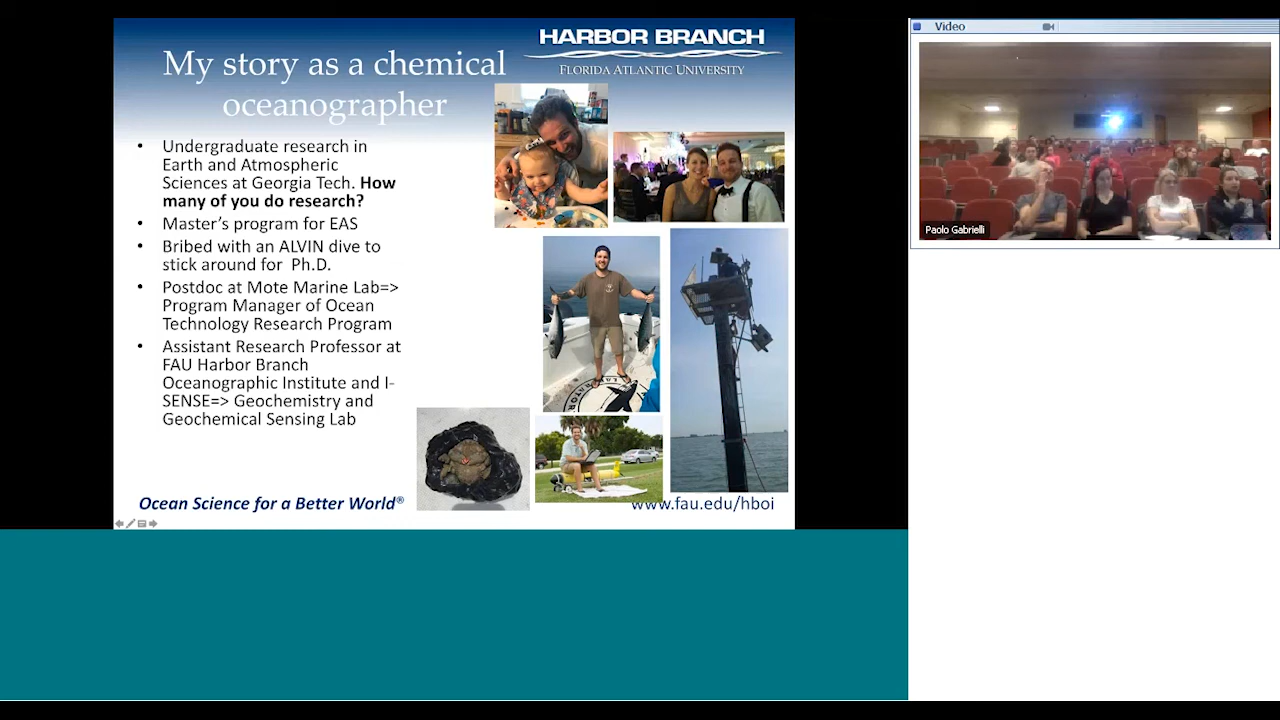 HARBOR BRANCH
FLORIDA ATLANTIC UNIVERSITY
My story as a chemical
oceanographer
• Undergraduate research in
Earth and Atmospheric
Sciences at Georgia Tech. How
many of you do research?
• Master's program for EAS
• Bribed with an ALVIN dive to
stick around for Ph.D.
• Postdoc at Mote Marine Lab=>
Program Manager of Ocean
Technology Research Program
• Assistant Research Professor at
FAU Harbor Branch
Oceanographic Institute and I-
SENSE=> Geochemistry and
Geochemical Sensing Lab
Ocean Science for a Better World®
www.fau.edu/hboi
Video
Paolo Gabrielli